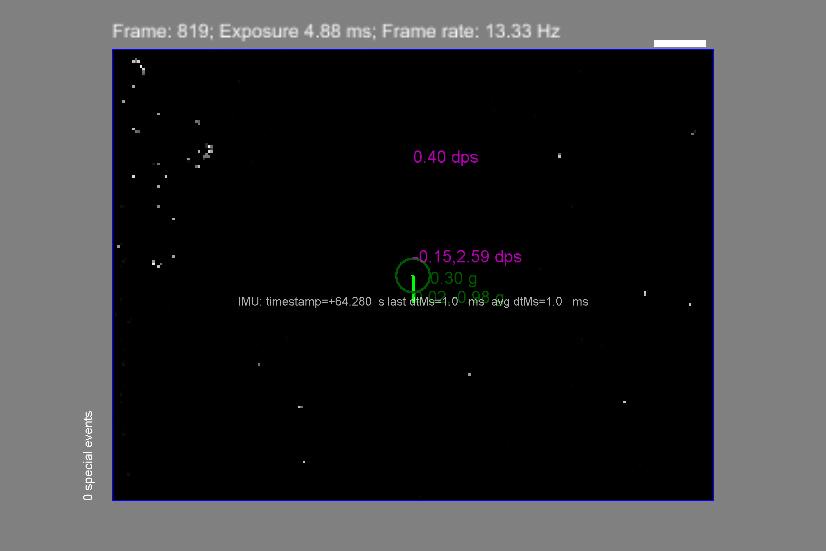 Frame: 819; Exposure 4.88 ms; Frame rate: 13.33 Hz
0.40 dps
-0.15,2.59 dps
0.30 g
IMU: timestamp=+64.280 s last dtMs=1.0 ms avg dtMs=1.0 ms
0 special events